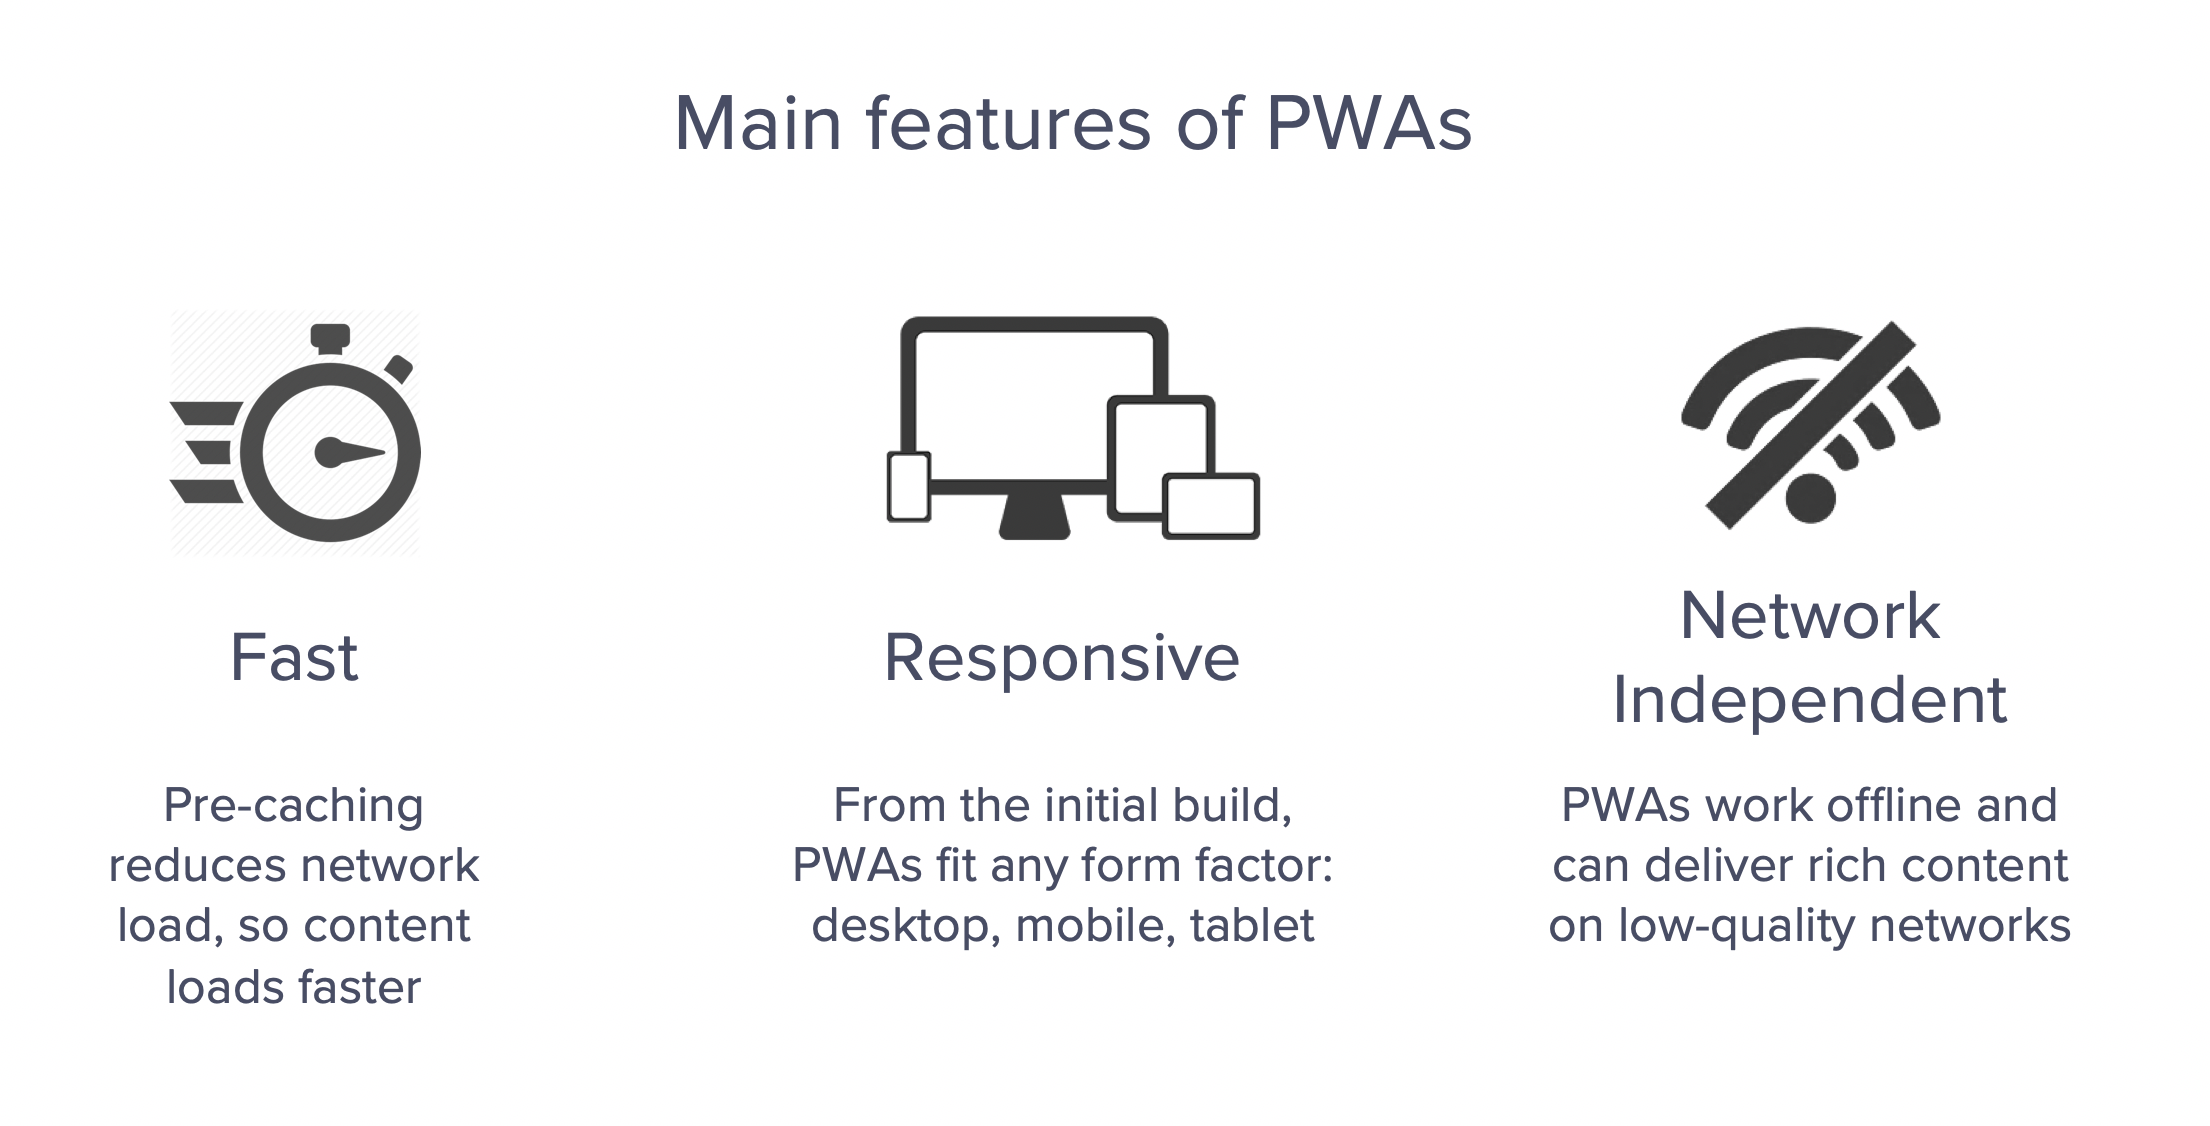 Main features of PWAs
Fast
Pre-caching
reduces network
load, so content
loads faster
Responsive
From the initial build,
PWAs fit any form factor:
desktop, mobile, tablet
Network
Independent
PWAs work offline and
can deliver rich content
on low-quality networks